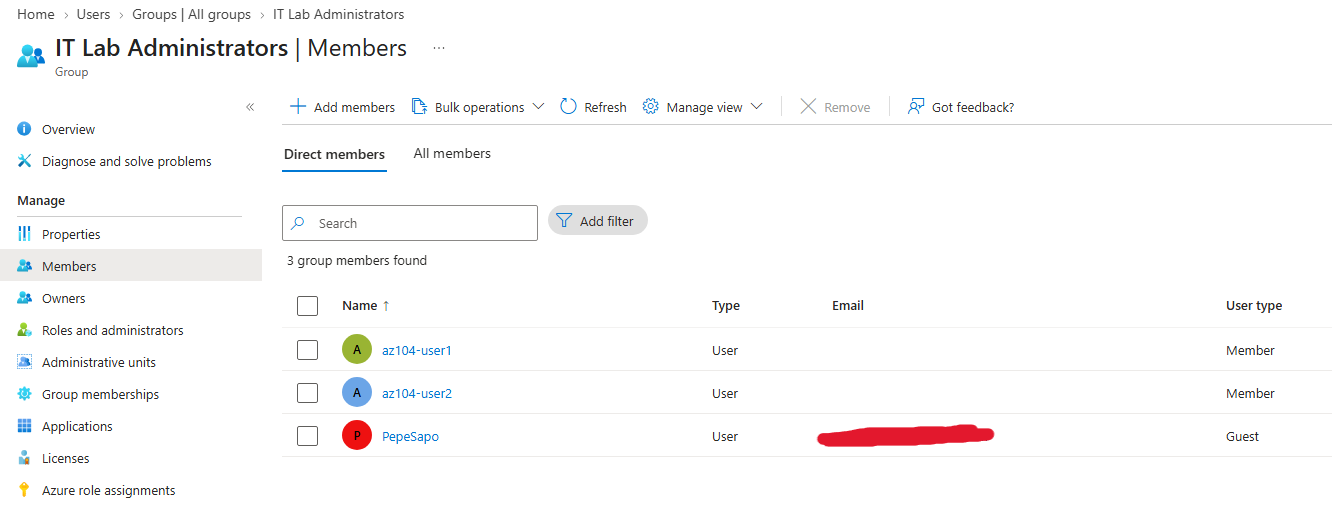 Home > Users > Groups | All groups > IT Lab Administrators
IT Lab Administrators | Members ...
Group
«
Overview
Diagnose and solve problems
Manage
Properties
Members
Owners
Roles and administrators
Administrative units
Group memberships
Applications
Licenses
Azure role assignments
+ Add members Bulk operations Refresh Manage view Remove Got feedback?
Direct members All members
Search Add filter
3 group members found
Name ↑ Type Email User type
A az104-user1 User Member
A az104-user2 User Member
P PepeSapo User Guest